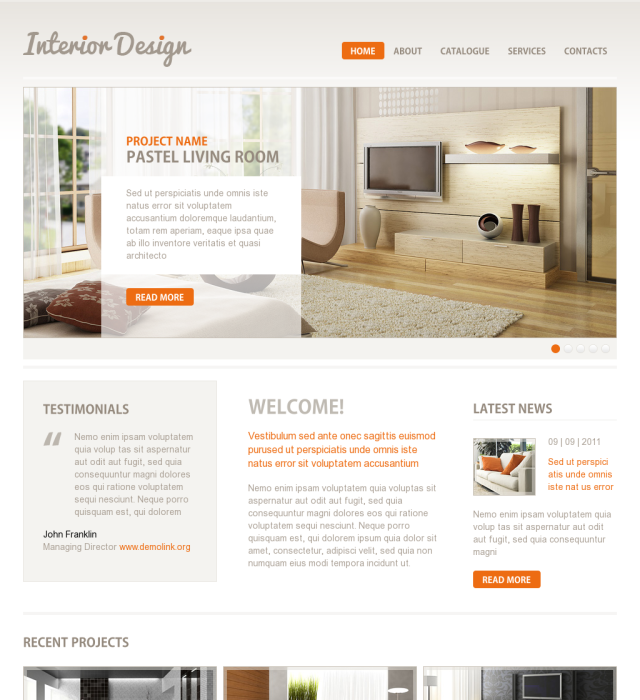 Interior Design
HOME ABOUT CATALOGUE SERVICES CONTACTS
PROJECT NAME
PASTEL LIVING ROOM
Sed ut perspiciatis unde omnis iste
natus error sit voluptatem
accusantium doloremque laudantium,
totam rem aperiam, eaque ipsa quae
ab illo inventore veritatis et quasi
architecto
READ MORE
TESTIMONIALS
“ Nemo enim ipsam voluptatem
quia volup tas sit aspernatur
aut odit aut fugit, sed quia
consequuntur magni dolores
eos qui ratione voluptatem
sequi nesciunt. Neque porro
quisquam est, qui dolorem
John Franklin
Managing Director www.demolink.org
WELCOME!
Vestibulum sed ante onec sagittis euismod
purused ut perspiciatis unde omnis iste
natus error sit voluptatem accusantium
Nemo enim ipsam voluptatem quia voluptas sit
aspernatur aut odit aut fugit, sed quia
consequuntur magni dolores eos qui ratione
voluptatem sequi nesciunt. Neque porro
quisquam est, qui dolorem ipsum quia dolor sit
amet, consectetur, adipisci velit, sed quia non
numquam eius modi tempora incidunt ut.
LATEST NEWS
09 | 09 | 2011
Sed ut perspici
atis unde omnis
iste nat us error
Nemo enim ipsam voluptatem quia
volup tas sit aspernatur aut odit
aut fugit, sed quia consequuntur
magni
READ MORE
RECENT PROJECTS